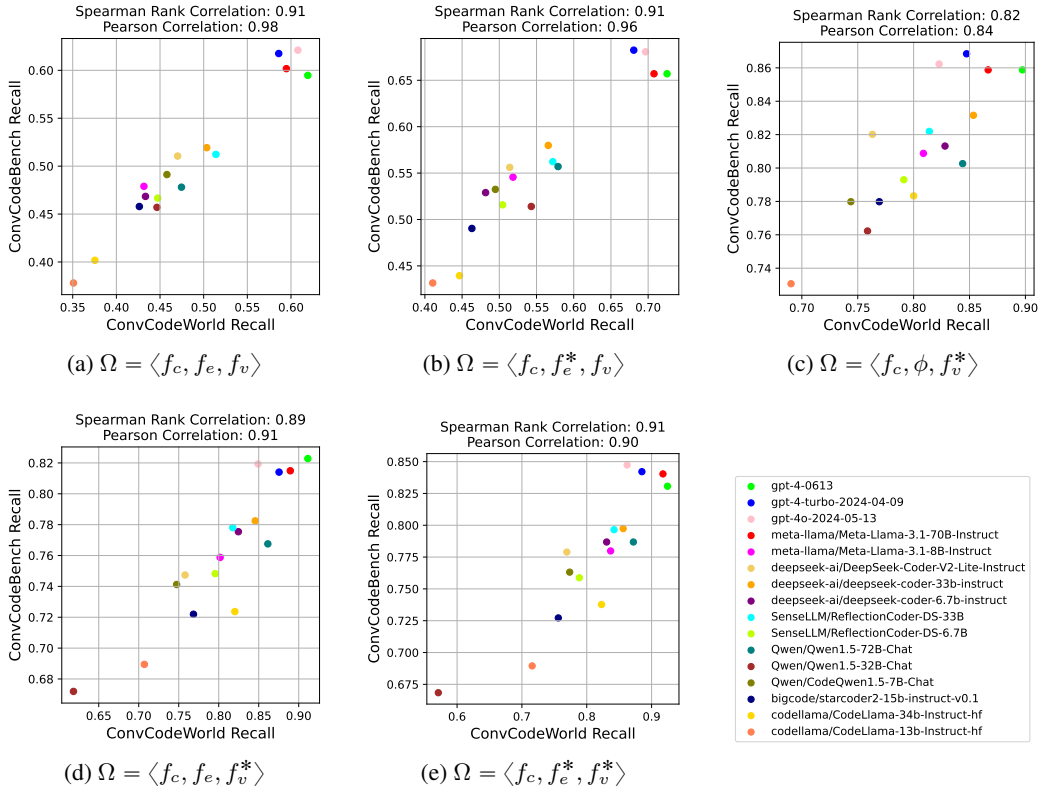 Spearman Rank Correlation: 0.91
Pearson Correlation: 0.98
ConvCodeBench Recall
0.60
0.55
0.50
0.45
0.40
0.35 0.40 0.45 0.50 0.55 0.60
ConvCodeWorld Recall
(a) Ω = ⟨f_c, f_e, f_v⟩
Spearman Rank Correlation: 0.91
Pearson Correlation: 0.96
ConvCodeBench Recall
0.65
0.60
0.55
0.50
0.45
0.40 0.45 0.50 0.55 0.60 0.65 0.70
ConvCodeWorld Recall
(b) Ω = ⟨f_c, f_e^*, f_v⟩
Spearman Rank Correlation: 0.82
Pearson Correlation: 0.84
ConvCodeBench Recall
0.86
0.84
0.82
0.80
0.78
0.76
0.74
0.70 0.75 0.80 0.85 0.90
ConvCodeWorld Recall
(c) Ω = ⟨f_c, ϕ, f_v^*⟩
Spearman Rank Correlation: 0.89
Pearson Correlation: 0.91
ConvCodeBench Recall
0.82
0.80
0.78
0.76
0.74
0.72
0.70
0.68
0.65 0.70 0.75 0.80 0.85 0.90
ConvCodeWorld Recall
(d) Ω = ⟨f_c, f_e, f_v^*⟩
Spearman Rank Correlation: 0.91
Pearson Correlation: 0.90
ConvCodeBench Recall
0.850
0.825
0.800
0.775
0.750
0.725
0.700
0.675
0.6 0.7 0.8 0.9
ConvCodeWorld Recall
(e) Ω = ⟨f_c, f_e^*, f_v^*⟩
gpt-4-0613
gpt-4-turbo-2024-04-09
gpt-4o-2024-05-13
meta-llama/Meta-Llama-3.1-70B-Instruct
meta-llama/Meta-Llama-3.1-8B-Instruct
deepseek-ai/DeepSeek-Coder-V2-Lite-Instruct
deepseek-ai/deepseek-coder-33b-instruct
deepseek-ai/deepseek-coder-6.7b-instruct
SenseLLM/ReflectionCoder-DS-33B
SenseLLM/ReflectionCoder-DS-6.7B
Qwen/Qwen1.5-72B-Chat
Qwen/Qwen1.5-32B-Chat
Qwen/CodeQwen1.5-7B-Chat
bigcode/starcoder2-15b-instruct-v0.1
codellama/CodeLlama-34b-Instruct-hf
codellama/CodeLlama-13b-Instruct-hf